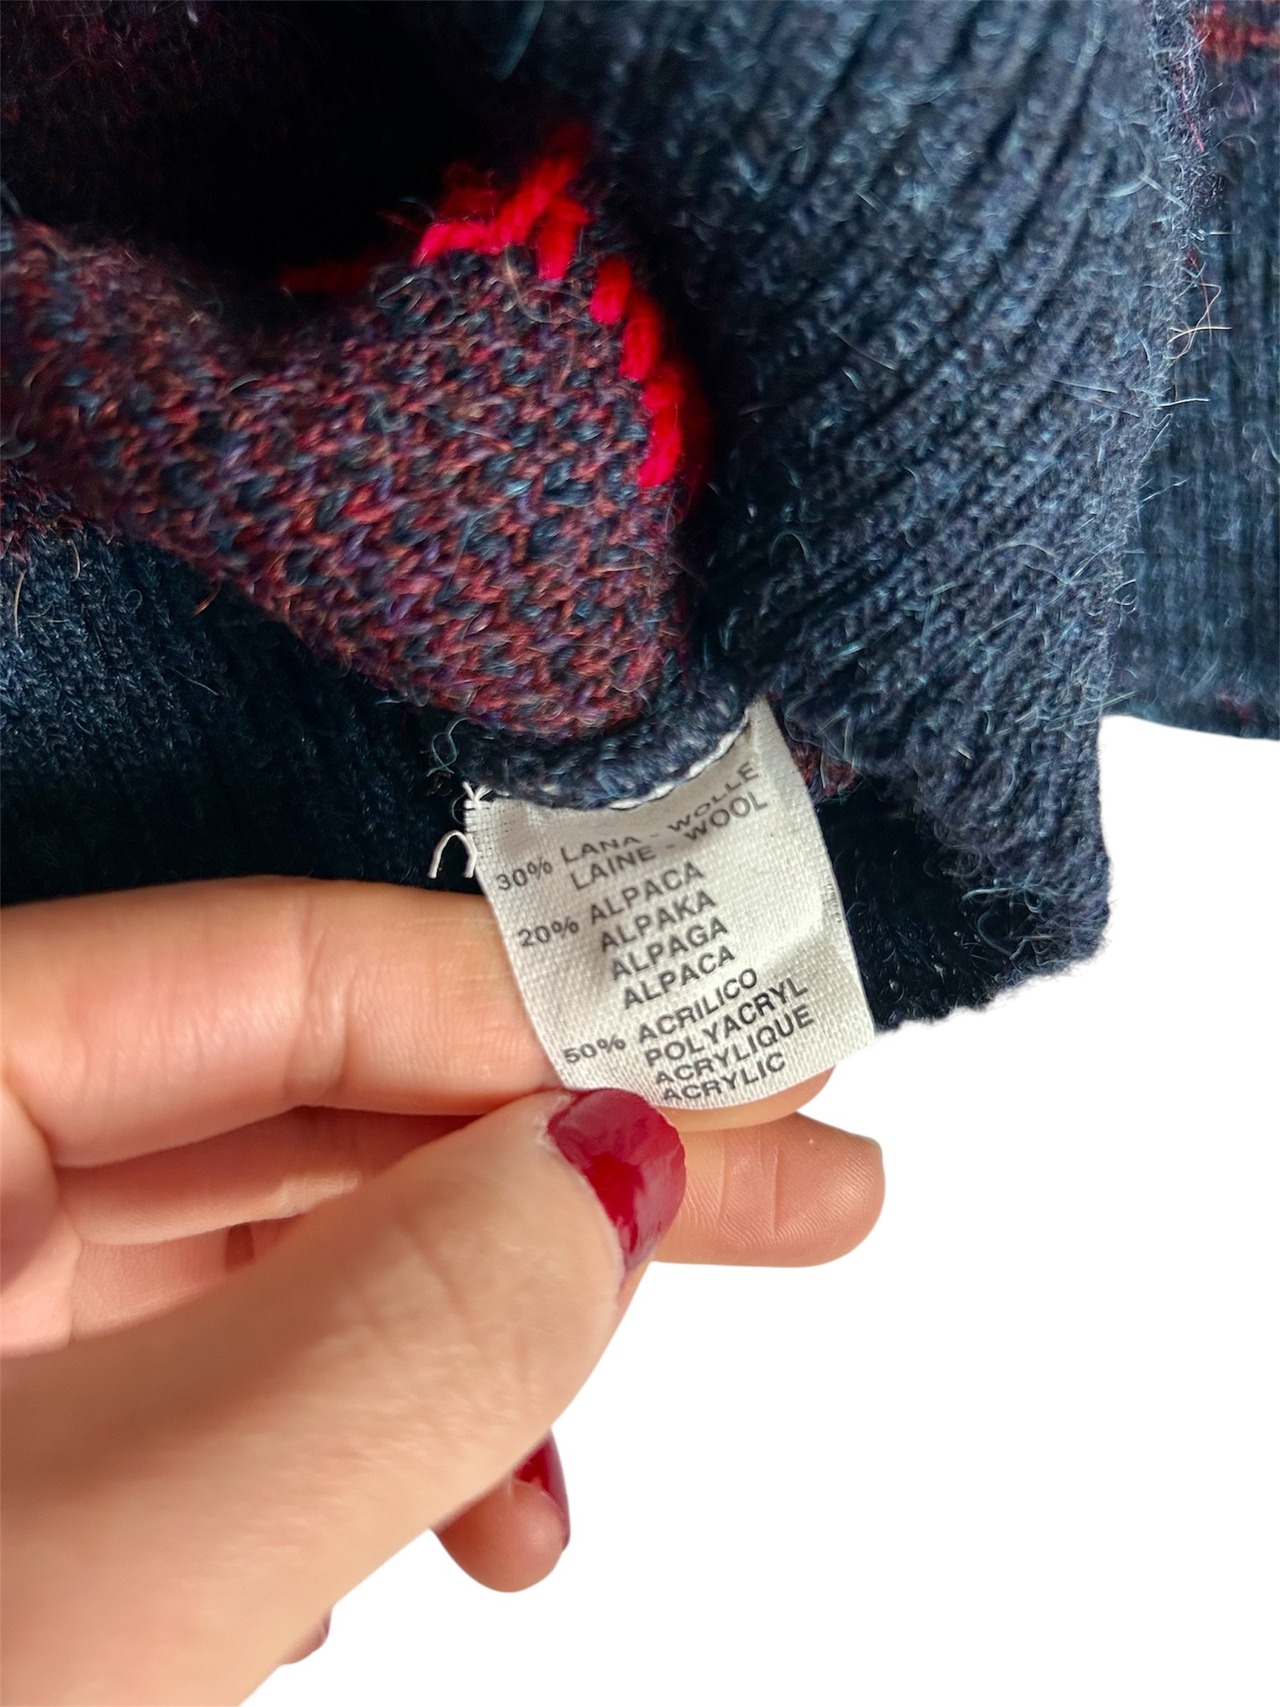 30% LANA - WOLLE
LAINE - WOOL
20% ALPACA
ALPAKA
ALPAGA
ALPACA
50% ACRILICO
POLYACRYL
ACRYLIQUE
ACRYLIC